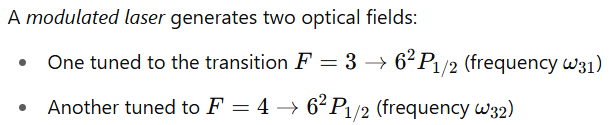 A modulated laser generates two optical fields:
• One tuned to the transition F = 3 → 6²P₁/₂ (frequency ω₃₁)
• Another tuned to F = 4 → 6²P₁/₂ (frequency ω₃₂)